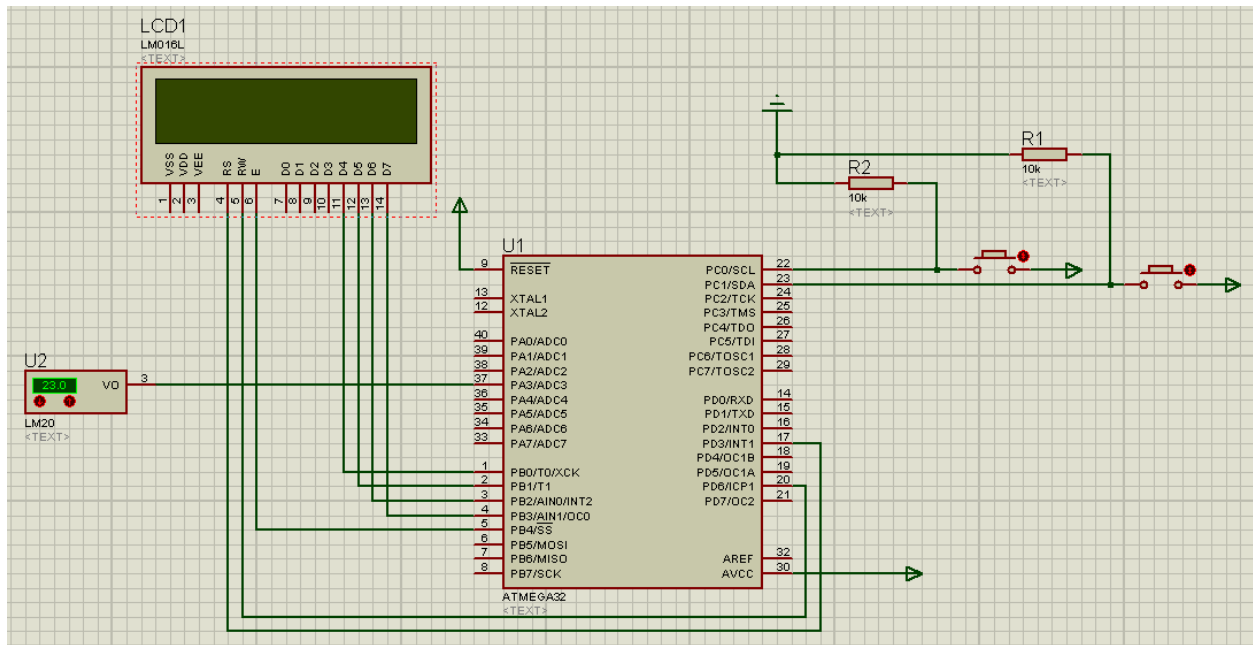 LCD1
LM016L
<TEXT>
VSS VDD VEE RS RW E D0 D1 D2 D3 D4 D5 D6 D7
1 2 3 4 5 6 7 8 9 10 11 12 13 14
R1
10k
<TEXT>
R2
10k
<TEXT>
U1
9 RESET PC0/SCL 22
PC1/SDA 23
13 XTAL1 PC2/TCK 24
12 XTAL2 PC3/TMS 25
PC4/TDO 26
40 PA0/ADC0 PC5/TDI 27
39 PA1/ADC1 PC6/TOSC1 28
38 PA2/ADC2 PC7/TOSC2 29
37 PA3/ADC3
36 PA4/ADC4 PD0/RXD 14
35 PA5/ADC5 PD1/TXD 15
34 PA6/ADC6 PD2/INT0 16
33 PA7/ADC7 PD3/INT1 17
PD4/OC1B 18
1 PB0/T0/XCK PD5/OC1A 19
2 PB1/T1 PD6/ICP1 20
3 PB2/AIN0/INT2 PD7/OC2 21
4 PB3/AIN1/OC0
5 PB4/SS
6 PB5/MOSI
7 PB6/MISO AREF 32
8 PB7/SCK AVCC 30
ATMEGA32
<TEXT>
U2
23.0 VO 3
LM20
<TEXT>